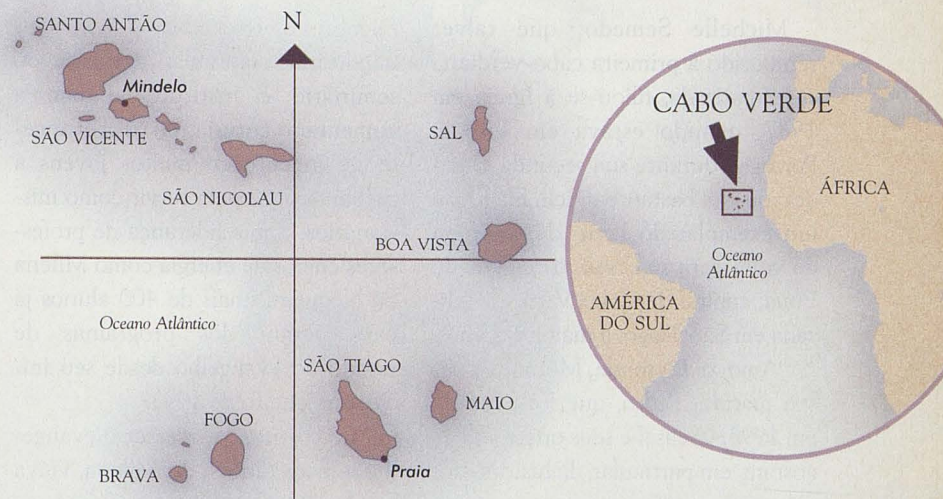 SANTO ANTÃO
Mindelo
SÃO VICENTE
SÃO NICOLAU
N
SAL
BOA VISTA
Oceano Atlântico
SÃO TIAGO
MAIO
FOGO
BRAVA
Praia
CABO VERDE
ÁFRICA
Oceano
Atlântico
AMÉRICA
DO SUL